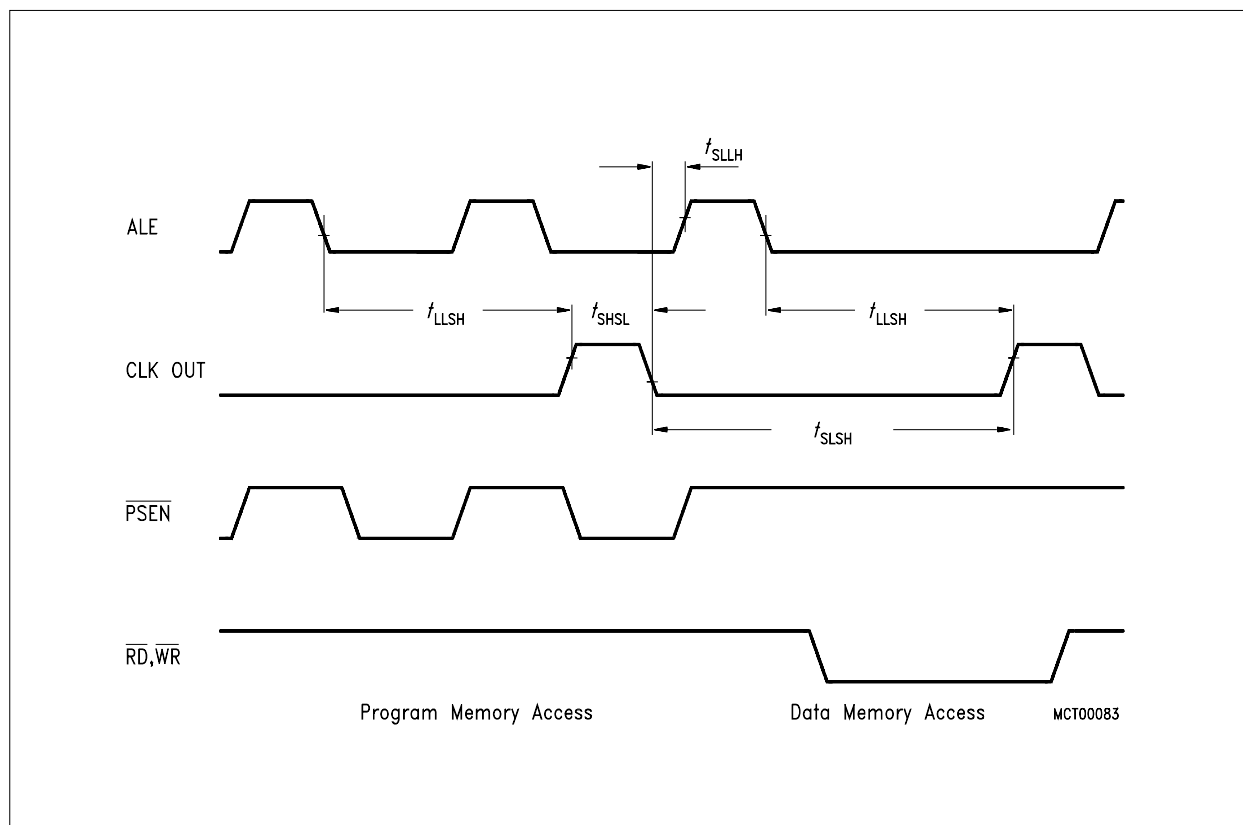 tSLLH
ALE
tLLSH tSHSL tLLSH
CLK OUT
tSLSH
PSEN
RD,WR
Program Memory Access Data Memory Access MCT00083